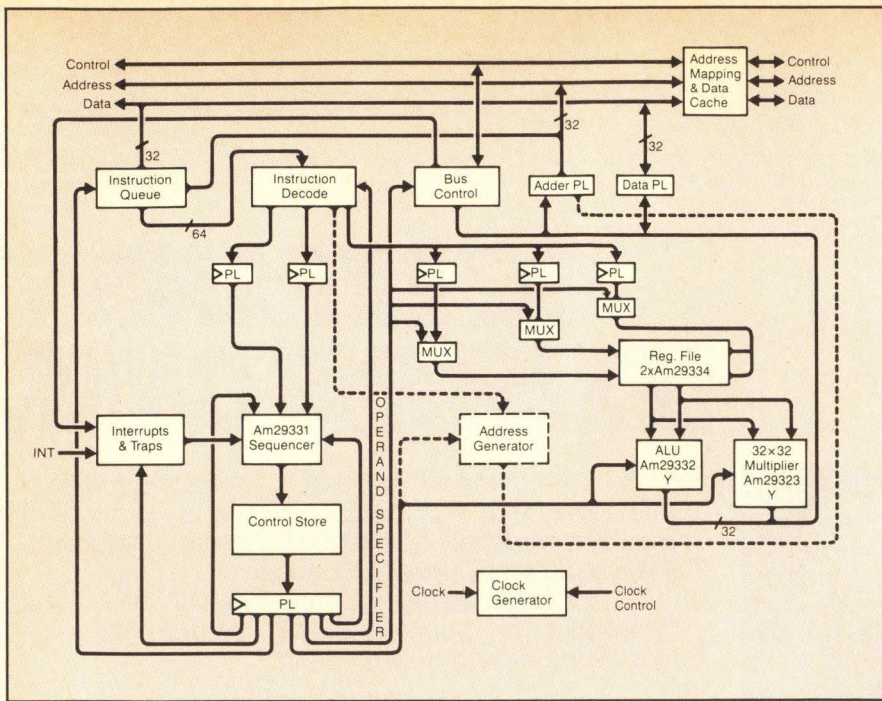 Control
Address
Data
Address
Mapping
& Data
Cache
Control
Address
Data
32
32
32
Instruction
Queue
Instruction
Decode
Bus
Control
Adder PL
Data PL
64
PL
PL
PL
PL
PL
MUX
MUX
MUX
Reg. File
2xAm29334
OPERAND SPECIFIER
INT
Interrupts
& Traps
Am29331
Sequencer
Address
Generator
ALU
Am29332
Y
32×32
Multiplier
Am29323
Y
32
Control Store
PL
Clock
Clock
Generator
Clock
Control